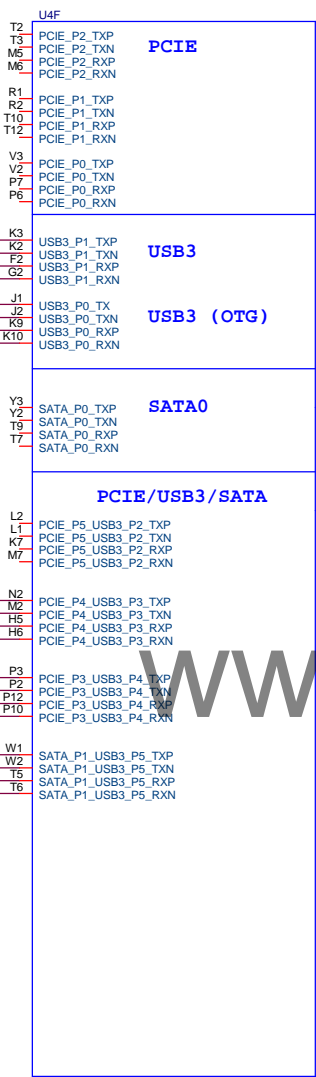 U4F
PCIE
T2 PCIE_P2_TXP
T3 PCIE_P2_TXN
M5 PCIE_P2_RXP
M6 PCIE_P2_RXN
R1 PCIE_P1_TXP
R2 PCIE_P1_TXN
T10 PCIE_P1_RXP
T12 PCIE_P1_RXN
V3 PCIE_P0_TXP
V2 PCIE_P0_TXN
P7 PCIE_P0_RXP
P6 PCIE_P0_RXN
USB3
K3 USB3_P1_TXP
K2 USB3_P1_TXN
F2 USB3_P1_RXP
G2 USB3_P1_RXN
USB3 (OTG)
J1 USB3_P0_TX
J2 USB3_P0_TXN
K9 USB3_P0_RXP
K10 USB3_P0_RXN
SATA0
Y3 SATA_P0_TXP
Y2 SATA_P0_TXN
T9 SATA_P0_RXP
T7 SATA_P0_RXN
PCIE/USB3/SATA
L2 PCIE_P5_USB3_P2_TXP
L1 PCIE_P5_USB3_P2_TXN
K7 PCIE_P5_USB3_P2_RXP
M7 PCIE_P5_USB3_P2_RXN
N2 PCIE_P4_USB3_P3_TXP
M2 PCIE_P4_USB3_P3_TXN
H5 PCIE_P4_USB3_P3_RXP
H6 PCIE_P4_USB3_P3_RXN
P3 PCIE_P3_USB3_P4_TXP
P2 PCIE_P3_USB3_P4_TXN
P12 PCIE_P3_USB3_P4_RXP
P10 PCIE_P3_USB3_P4_RXN
ww
W1 SATA_P1_USB3_P5_TXP
W2 SATA_P1_USB3_P5_TXN
T5 SATA_P1_USB3_P5_RXP
T6 SATA_P1_USB3_P5_RXN